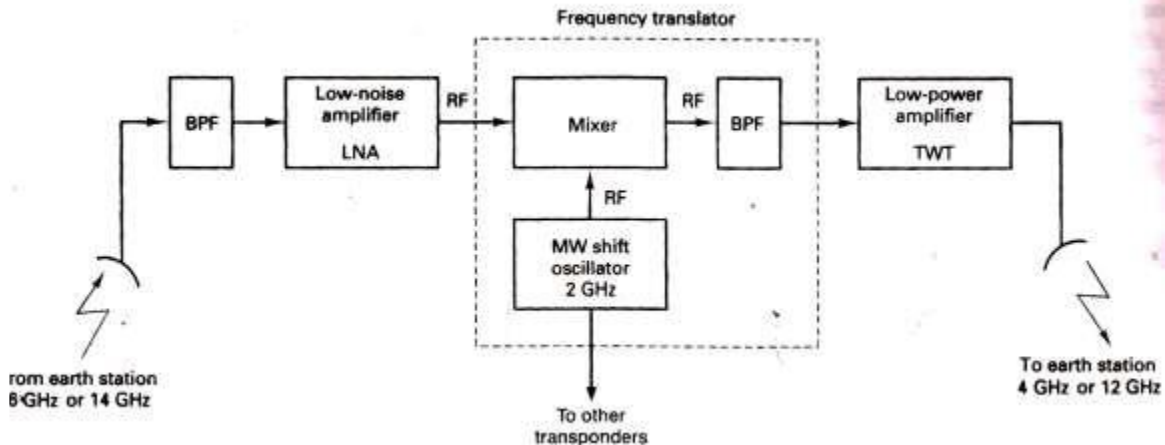 Frequency translator
BPF
Low-noise
amplifier
LNA
RF
Mixer
RF
BPF
Low-power
amplifier
TWT
RF
MW shift
oscillator
2 GHz
rom earth station
6 GHz or 14 GHz
To other
transponders
To earth station
4 GHz or 12 GHz